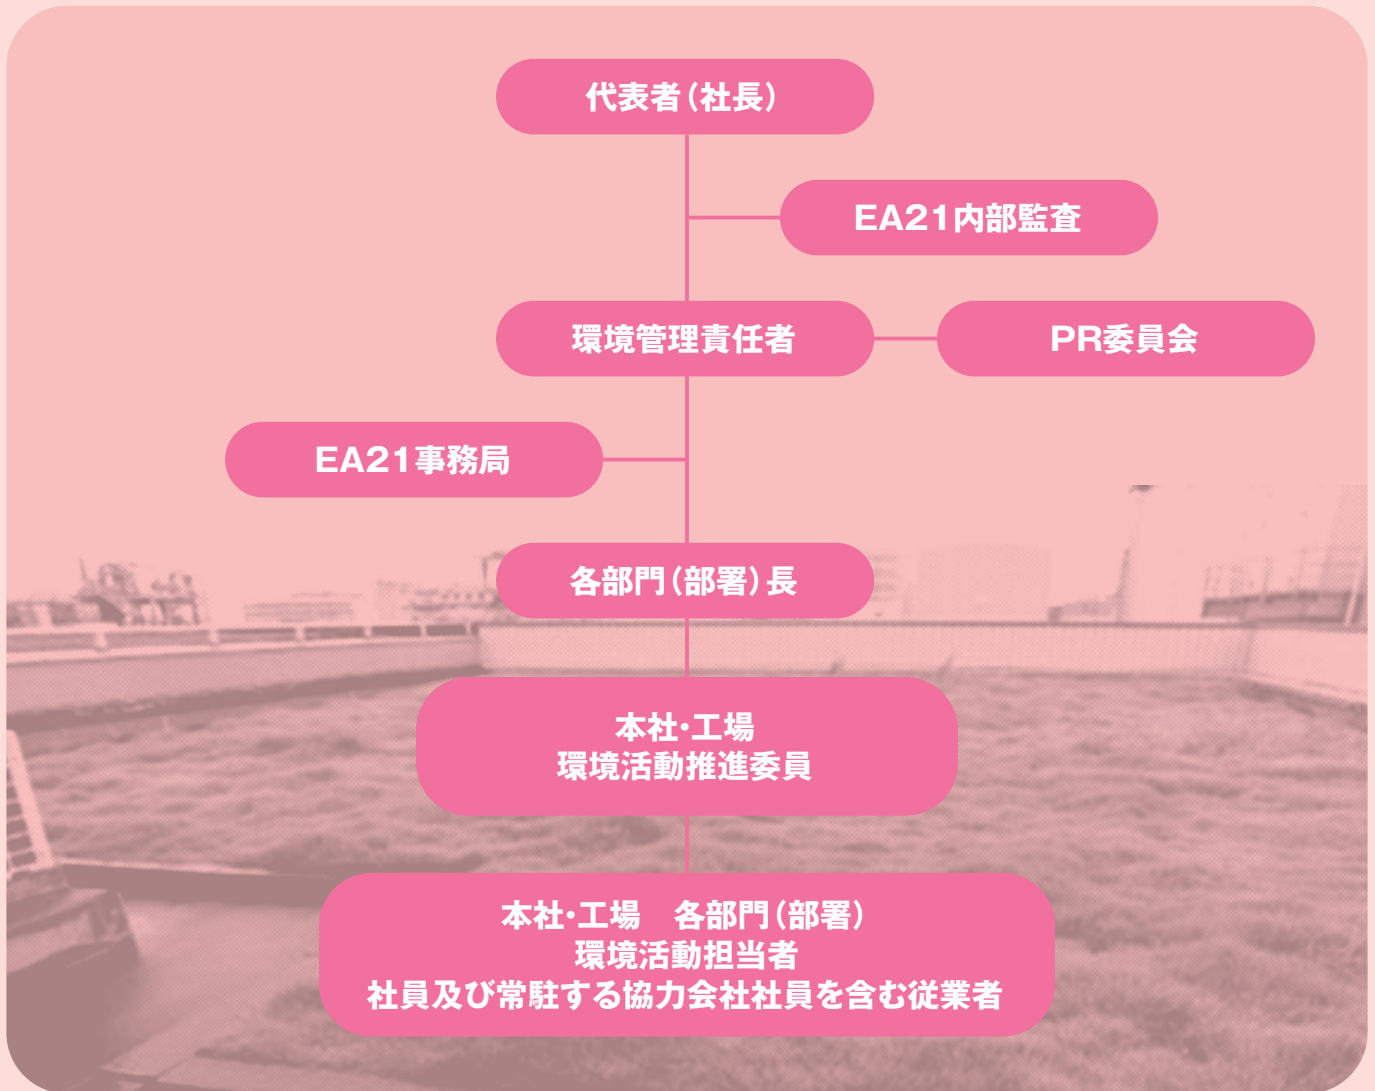 代表者（社長）
EA21内部監査
環境管理責任者
PR委員会
EA21事務局
各部門（部署）長
本社・工場
環境活動推進委員
本社・工場　各部門（部署）
環境活動担当者
社員及び常駐する協力会社社員を含む従業者